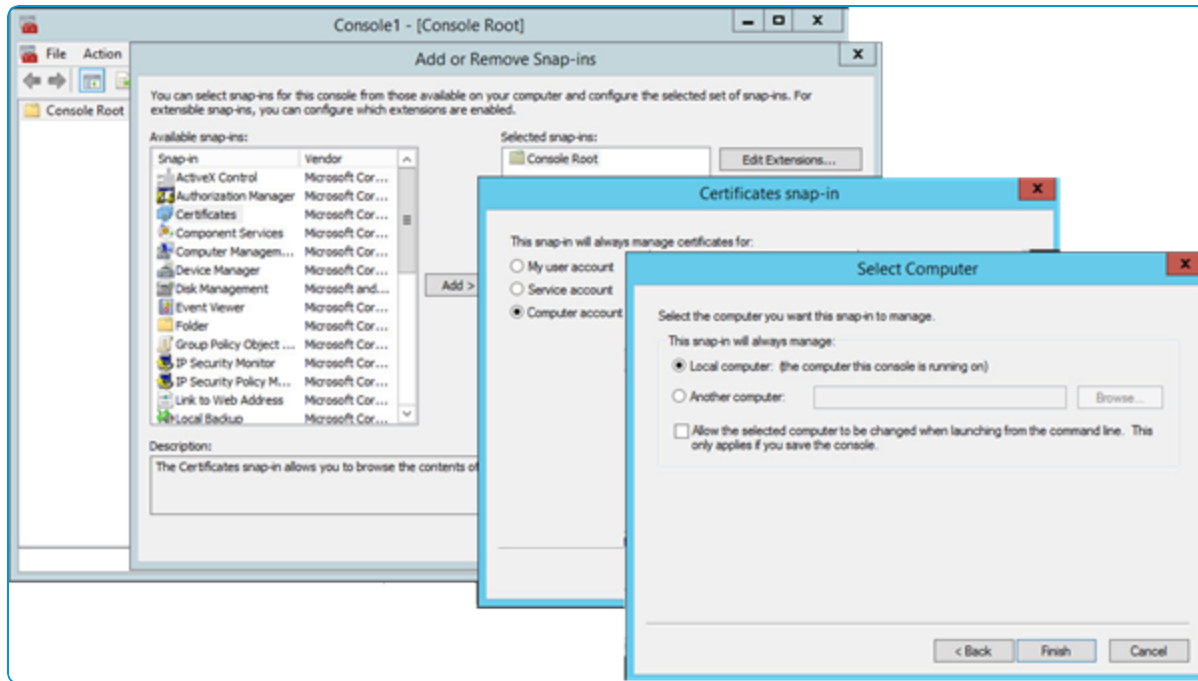 Console1 - [Console Root]
File Action
Console Root
Add or Remove Snap-ins
You can select snap-ins for this console from those available on your computer and configure the selected set of snap-ins. For
extensible snap-ins, you can configure which extensions are enabled.
Available snap-ins:
Snap-in Vendor
ActiveX Control Microsoft Cor...
Authorization Manager Microsoft Cor...
Certificates Microsoft Cor...
Component Services Microsoft Cor...
Computer Managem... Microsoft Cor...
Device Manager Microsoft Cor...
Disk Management Microsoft and...
Event Viewer Microsoft Cor...
Folder Microsoft Cor...
Group Policy Object ... Microsoft Cor...
IP Security Monitor Microsoft Cor...
IP Security Policy M... Microsoft Cor...
Link to Web Address Microsoft Cor...
Local Backup Microsoft Cor...
Add >
Selected snap-ins:
Console Root
Edit Extensions...
Description:
The Certificates snap-in allows you to browse the contents of
Certificates snap-in
This snap-in will always manage certificates for:
My user account
Service account
Computer account
Select Computer
Select the computer you want this snap-in to manage.
This snap-in will always manage:
Local computer: (the computer this console is running on)
Another computer:
Browse...
Allow the selected computer to be changed when launching from the command line. This
only applies if you save the console.
< Back Finish Cancel